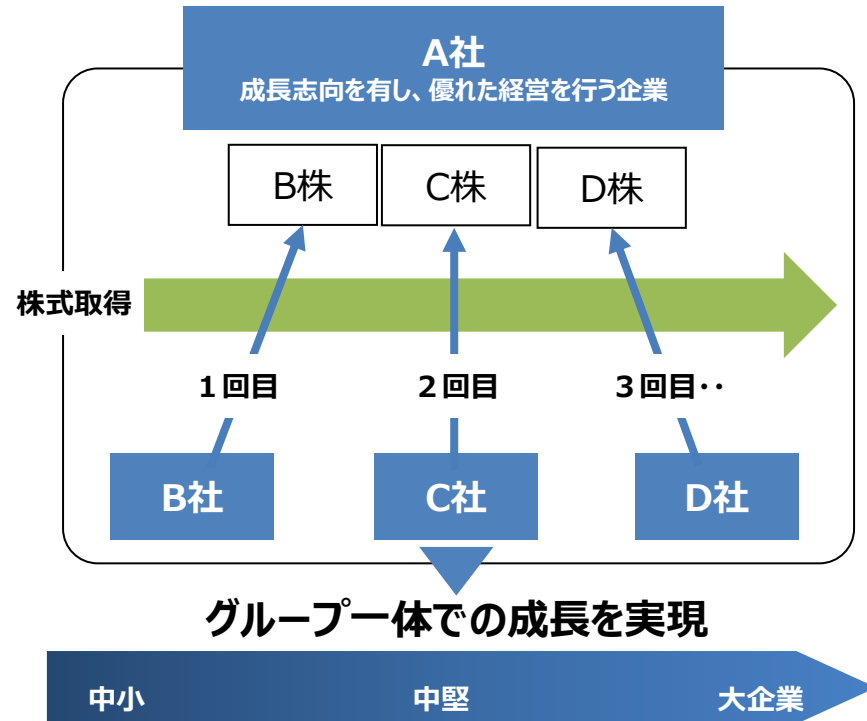 A社
成長志向を有し、優れた経営を行う企業
B株
C株
D株
株式取得
１回目
２回目
３回目‥
B社
C社
D社
グループ一体での成長を実現
中小
中堅
大企業